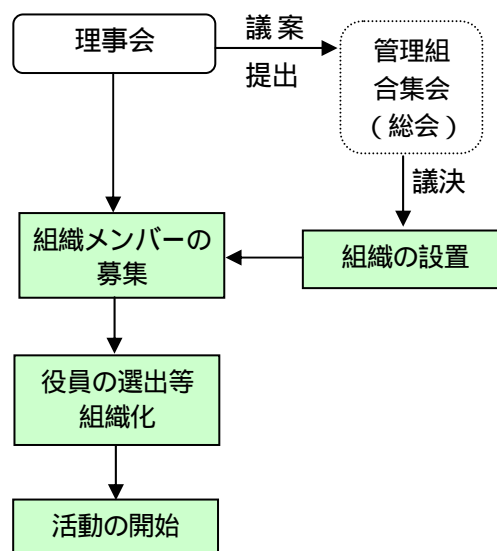 理事会
議案
提出
管理組
合集会
（総会）
議決
組織メンバーの
募集
組織の設置
役員の選出等
組織化
活動の開始